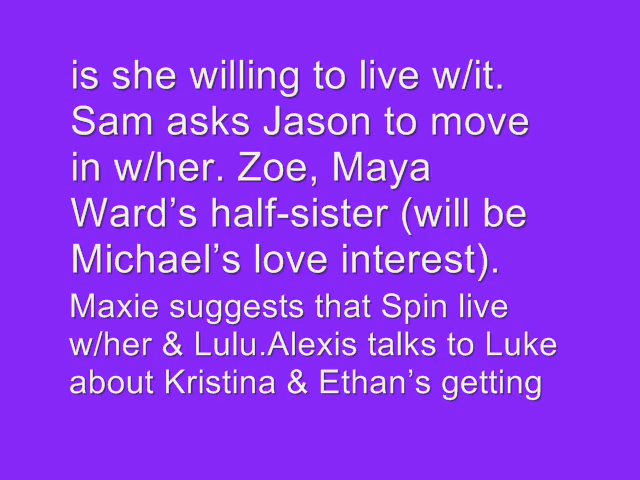 is she willing to live w/it.
Sam asks Jason to move
in w/her. Zoe, Maya
Ward’s half-sister (will be
Michael’s love interest).
Maxie suggests that Spin live
w/her & Lulu.Alexis talks to Luke
about Kristina & Ethan’s getting